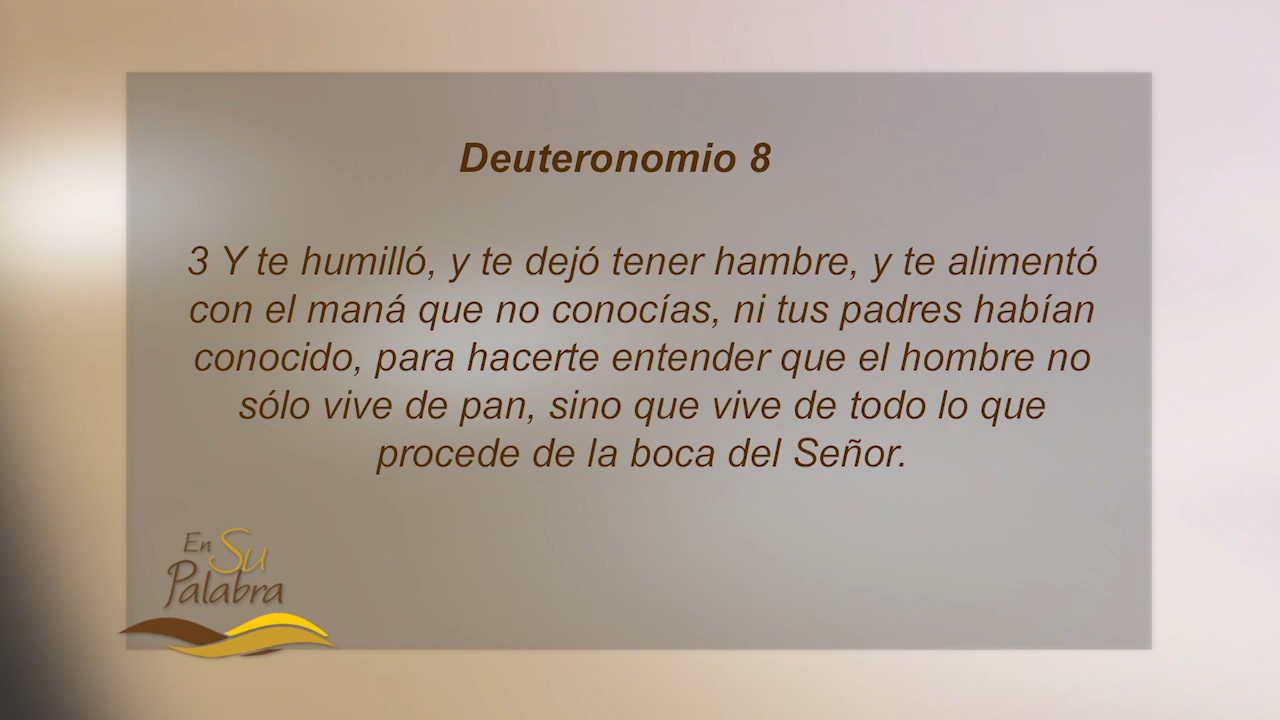 Deuteronomio 8
3 Y te humilló, y te dejó tener hambre, y te alimentó
con el maná que no conocías, ni tus padres habían
conocido, para hacerte entender que el hombre no
sólo vive de pan, sino que vive de todo lo que
procede de la boca del Señor.
En Su
Palabra